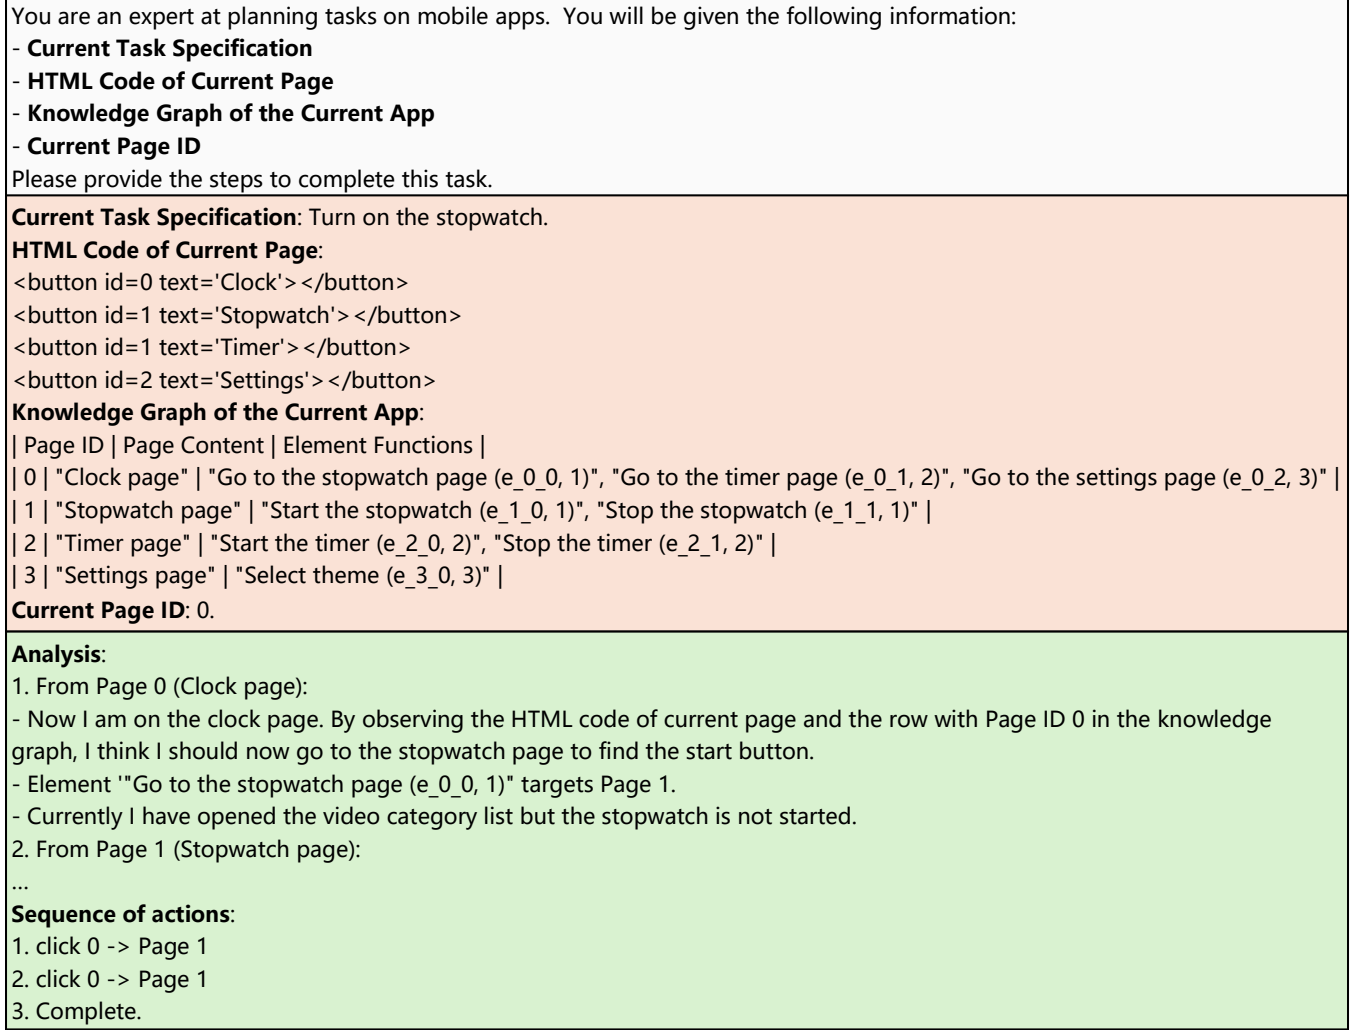 You are an expert at planning tasks on mobile apps.  You will be given the following information:
- Current Task Specification
- HTML Code of Current Page
- Knowledge Graph of the Current App
- Current Page ID
Please provide the steps to complete this task.
Current Task Specification: Turn on the stopwatch.
HTML Code of Current Page:
<button id=0 text='Clock'></button>
<button id=1 text='Stopwatch'></button>
<button id=1 text='Timer'></button>
<button id=2 text='Settings'></button>
Knowledge Graph of the Current App:
| Page ID | Page Content | Element Functions |
| 0 | "Clock page" | "Go to the stopwatch page (e_0_0, 1)", "Go to the timer page (e_0_1, 2)", "Go to the settings page (e_0_2, 3)" |
| 1 | "Stopwatch page" | "Start the stopwatch (e_1_0, 1)", "Stop the stopwatch (e_1_1, 1)" |
| 2 | "Timer page" | "Start the timer (e_2_0, 2)", "Stop the timer (e_2_1, 2)" |
| 3 | "Settings page" | "Select theme (e_3_0, 3)" |
Current Page ID: 0.
Analysis:
1. From Page 0 (Clock page):
- Now I am on the clock page. By observing the HTML code of current page and the row with Page ID 0 in the knowledge
graph, I think I should now go to the stopwatch page to find the start button.
- Element '"Go to the stopwatch page (e_0_0, 1)" targets Page 1.
- Currently I have opened the video category list but the stopwatch is not started.
2. From Page 1 (Stopwatch page):
...
Sequence of actions:
1. click 0 -> Page 1
2. click 0 -> Page 1
3. Complete.